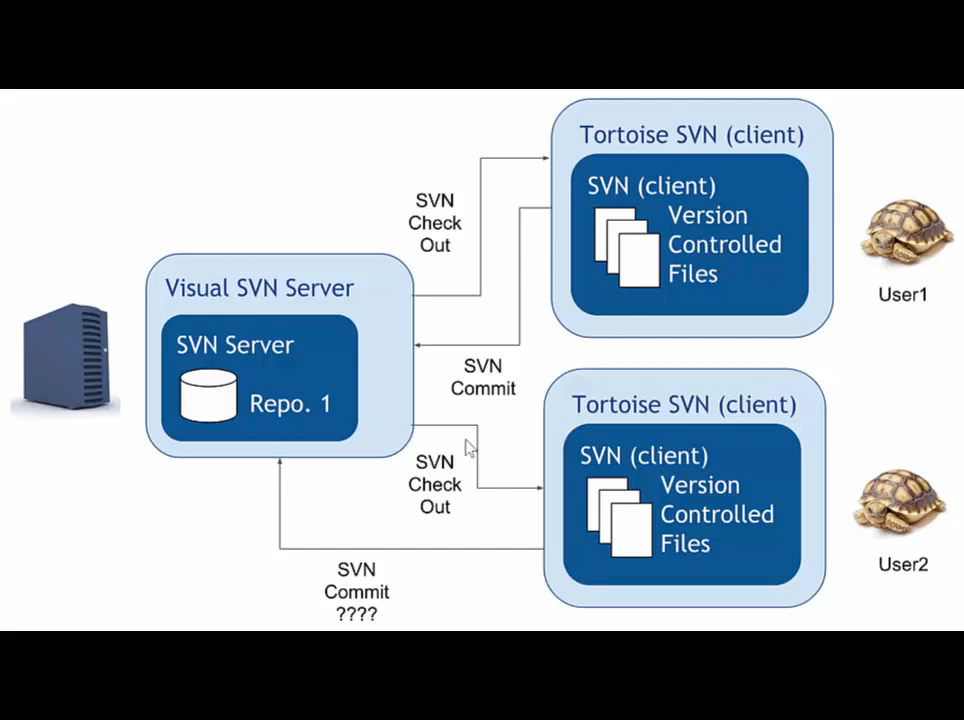 Visual SVN Server
SVN Server
Repo. 1
SVN
Check
Out
SVN
Commit
Tortoise SVN (client)
SVN (client)
Version
Controlled
Files
User1
SVN
Check
Out
SVN
Commit
????
Tortoise SVN (client)
SVN (client)
Version
Controlled
Files
User2